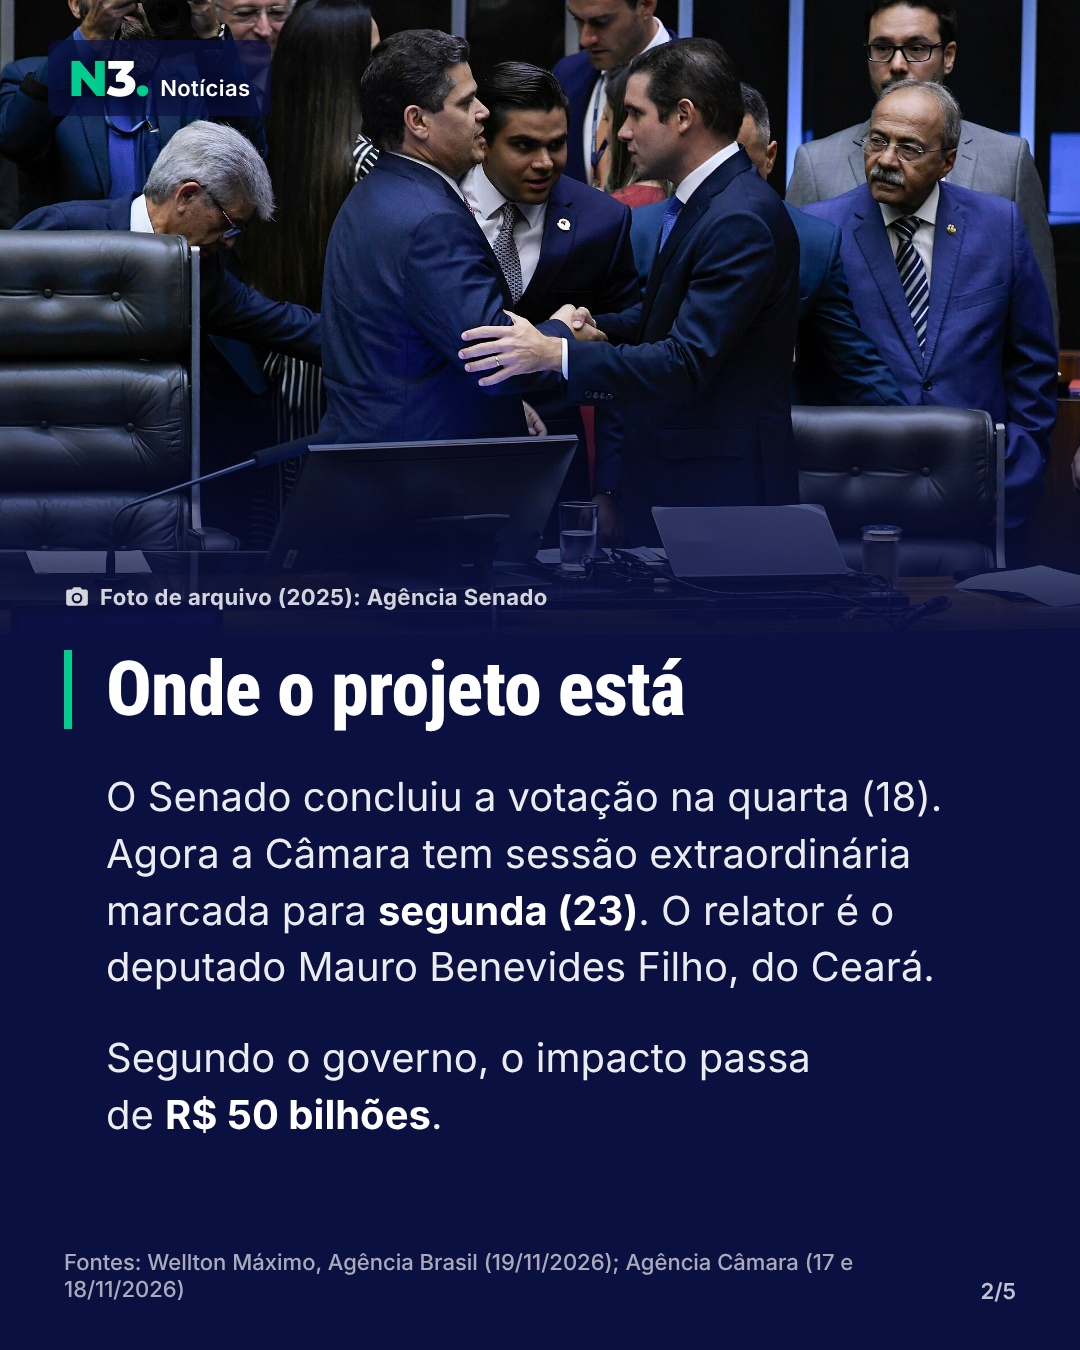 N3. Notícias
Foto de arquivo (2025): Agência Senado
Onde o projeto está
O Senado concluiu a votação na quarta (18).
Agora a Câmara tem sessão extraordinária
marcada para segunda (23). O relator é o
deputado Mauro Benevides Filho, do Ceará.
Segundo o governo, o impacto passa
de R$ 50 bilhões.
Fontes: Wellton Máximo, Agência Brasil (19/11/2026); Agência Câmara (17 e
18/11/2026)
2/5